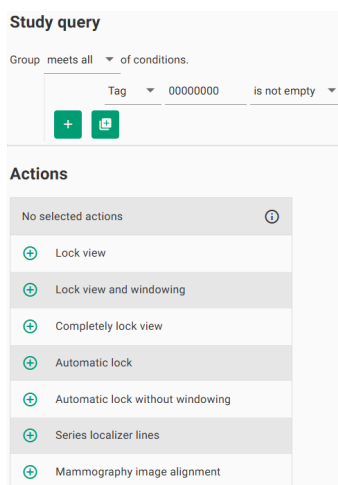 Study query
Group meets all of conditions.
Tag 00000000 is not empty
Actions
No selected actions
Lock view
Lock view and windowing
Completely lock view
Automatic lock
Automatic lock without windowing
Series localizer lines
Mammography image alignment